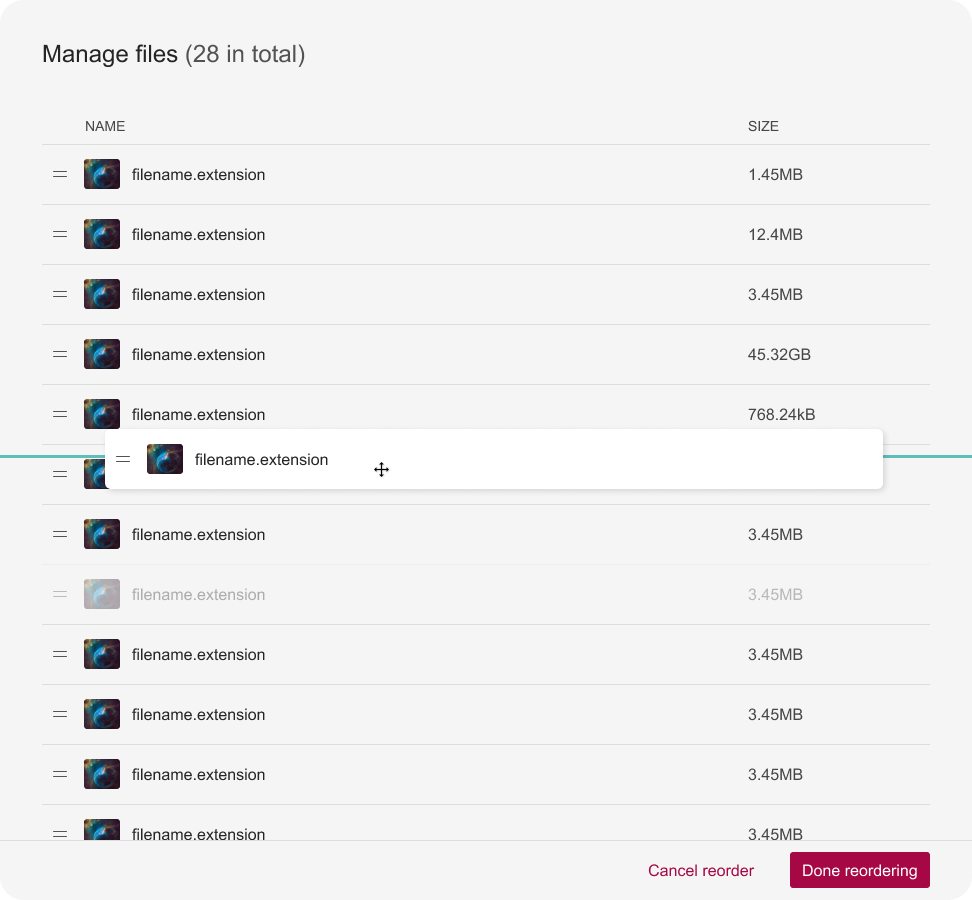 Manage files (28 in total)
NAME SIZE
filename.extension 1.45MB
filename.extension 12.4MB
filename.extension 3.45MB
filename.extension 45.32GB
filename.extension 768.24kB
filename.extension
filename.extension 3.45MB
filename.extension 3.45MB
filename.extension 3.45MB
filename.extension 3.45MB
filename.extension 3.45MB
filename.extension 3.45MB
Cancel reorder Done reordering